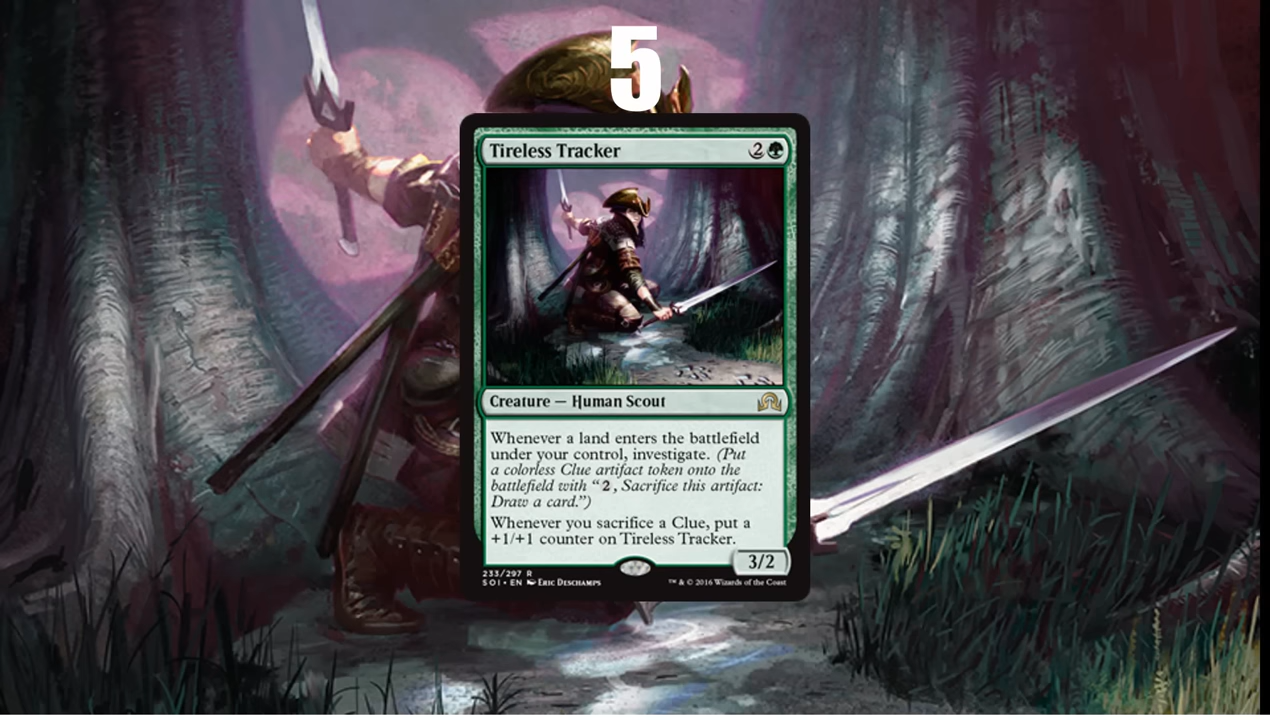 5
Tireless Tracker 2
Creature — Human Scout
Whenever a land enters the battlefield
under your control, investigate. (Put
a colorless Clue artifact token onto the
battlefield with “2, Sacrifice this artifact:
Draw a card.”)
Whenever you sacrifice a Clue, put a
+1/+1 counter on Tireless Tracker.
3/2
233/297 R
SOI • EN Eric Deschamps
™ & © 2016 Wizards of the Coast